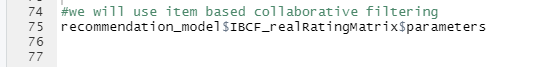 74 #we will use item based collaborative filtering
75 recommendation_model$IBCF_realRatingMatrix$parameters
76
77